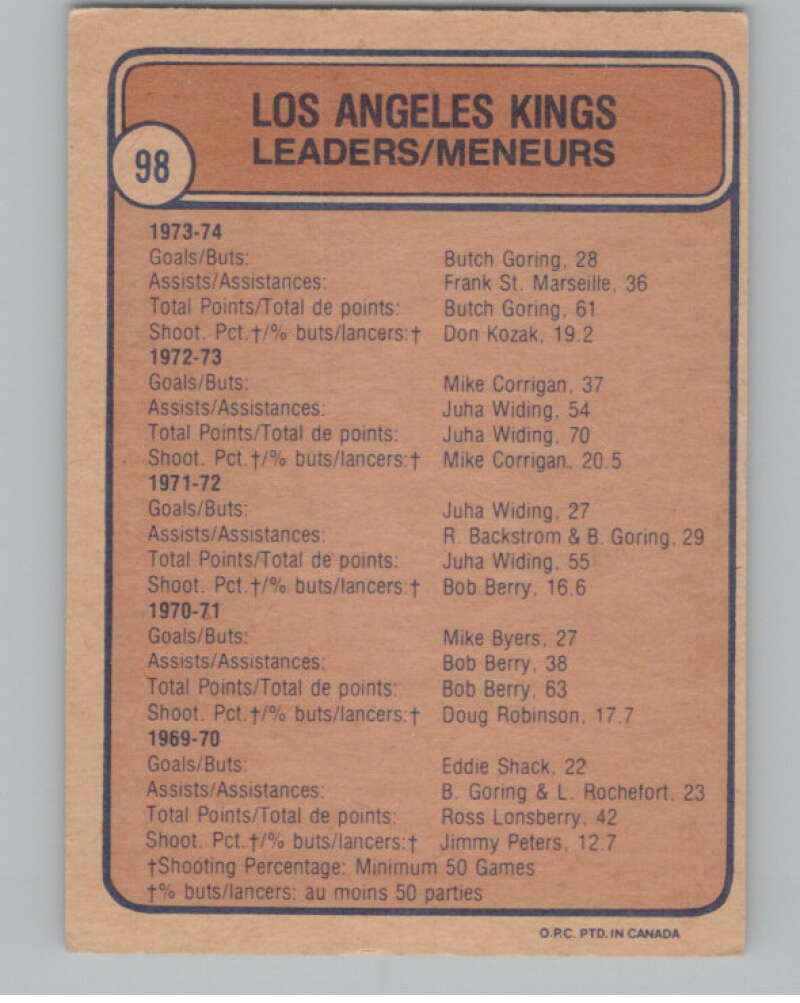 LOS ANGELES KINGS
LEADERS/MENEURS
98
1973-74
Goals/Buts: Butch Goring, 28
Assists/Assistances: Frank St. Marseille, 36
Total Points/Total de points: Butch Goring, 61
Shoot. Pct.†/% buts/lancers:† Don Kozak, 19.2
1972-73
Goals/Buts: Mike Corrigan, 37
Assists/Assistances: Juha Widing, 54
Total Points/Total de points: Juha Widing, 70
Shoot. Pct.†/% buts/lancers:† Mike Corrigan, 20.5
1971-72
Goals/Buts: Juha Widing, 27
Assists/Assistances: R. Backstrom & B. Goring, 29
Total Points/Total de points: Juha Widing, 55
Shoot. Pct.†/% buts/lancers:† Bob Berry, 16.6
1970-71
Goals/Buts: Mike Byers, 27
Assists/Assistances: Bob Berry, 38
Total Points/Total de points: Bob Berry, 63
Shoot. Pct.†/% buts/lancers:† Doug Robinson, 17.7
1969-70
Goals/Buts: Eddie Shack, 22
Assists/Assistances: B. Goring & L. Rochefort, 23
Total Points/Total de points: Ross Lonsberry, 42
Shoot. Pct.†/% buts/lancers:† Jimmy Peters, 12.7
†Shooting Percentage: Minimum 50 Games
†% buts/lancers: au moins 50 parties
O.P.C. PTD. IN CANADA